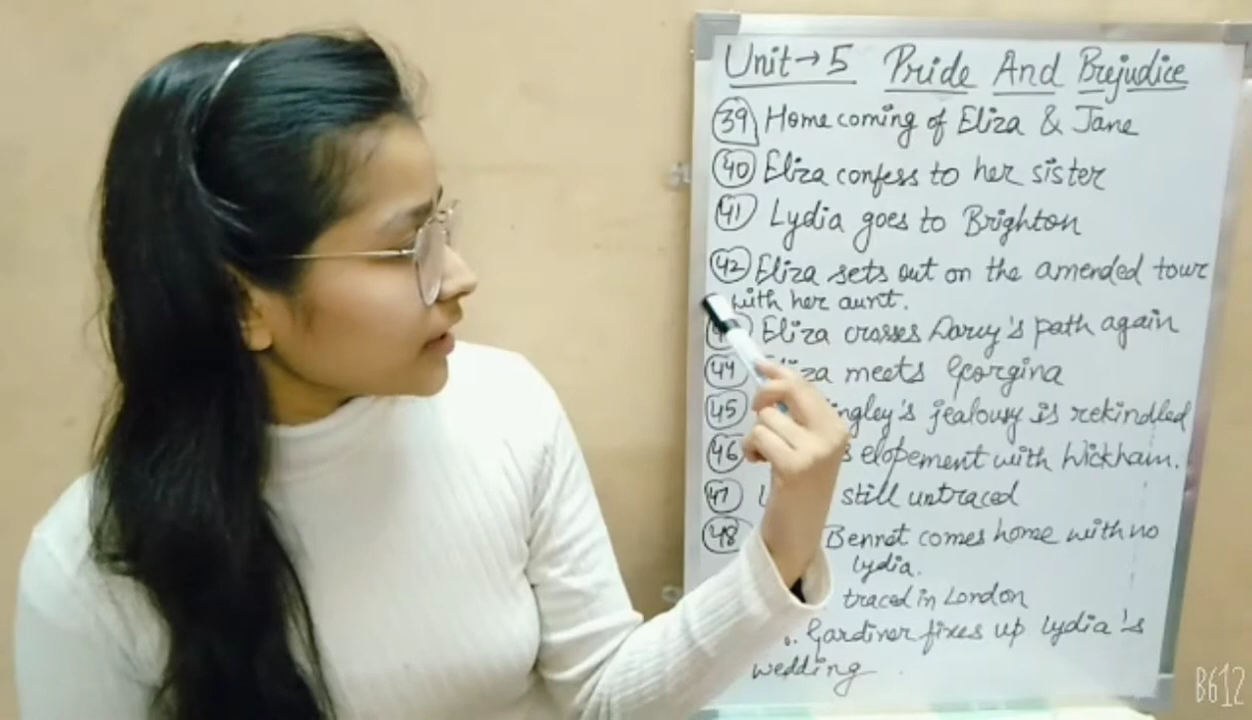 Unit → 5 Pride And Prejudice
39 Home coming of Eliza & Jane
40 Eliza confess to her sister
41 Lydia goes to Brighton
42 Eliza sets out on the amended tour
with her aunt.
Eliza crosses Darcy's path again
44 meets Georgina
45 jealousy is rekindled
46 elopement with Wickham.
47 still untraced
48 Bennet comes home with no
Lydia.
traced in London
Gardiner fixes up Lydia's
wedding
B612